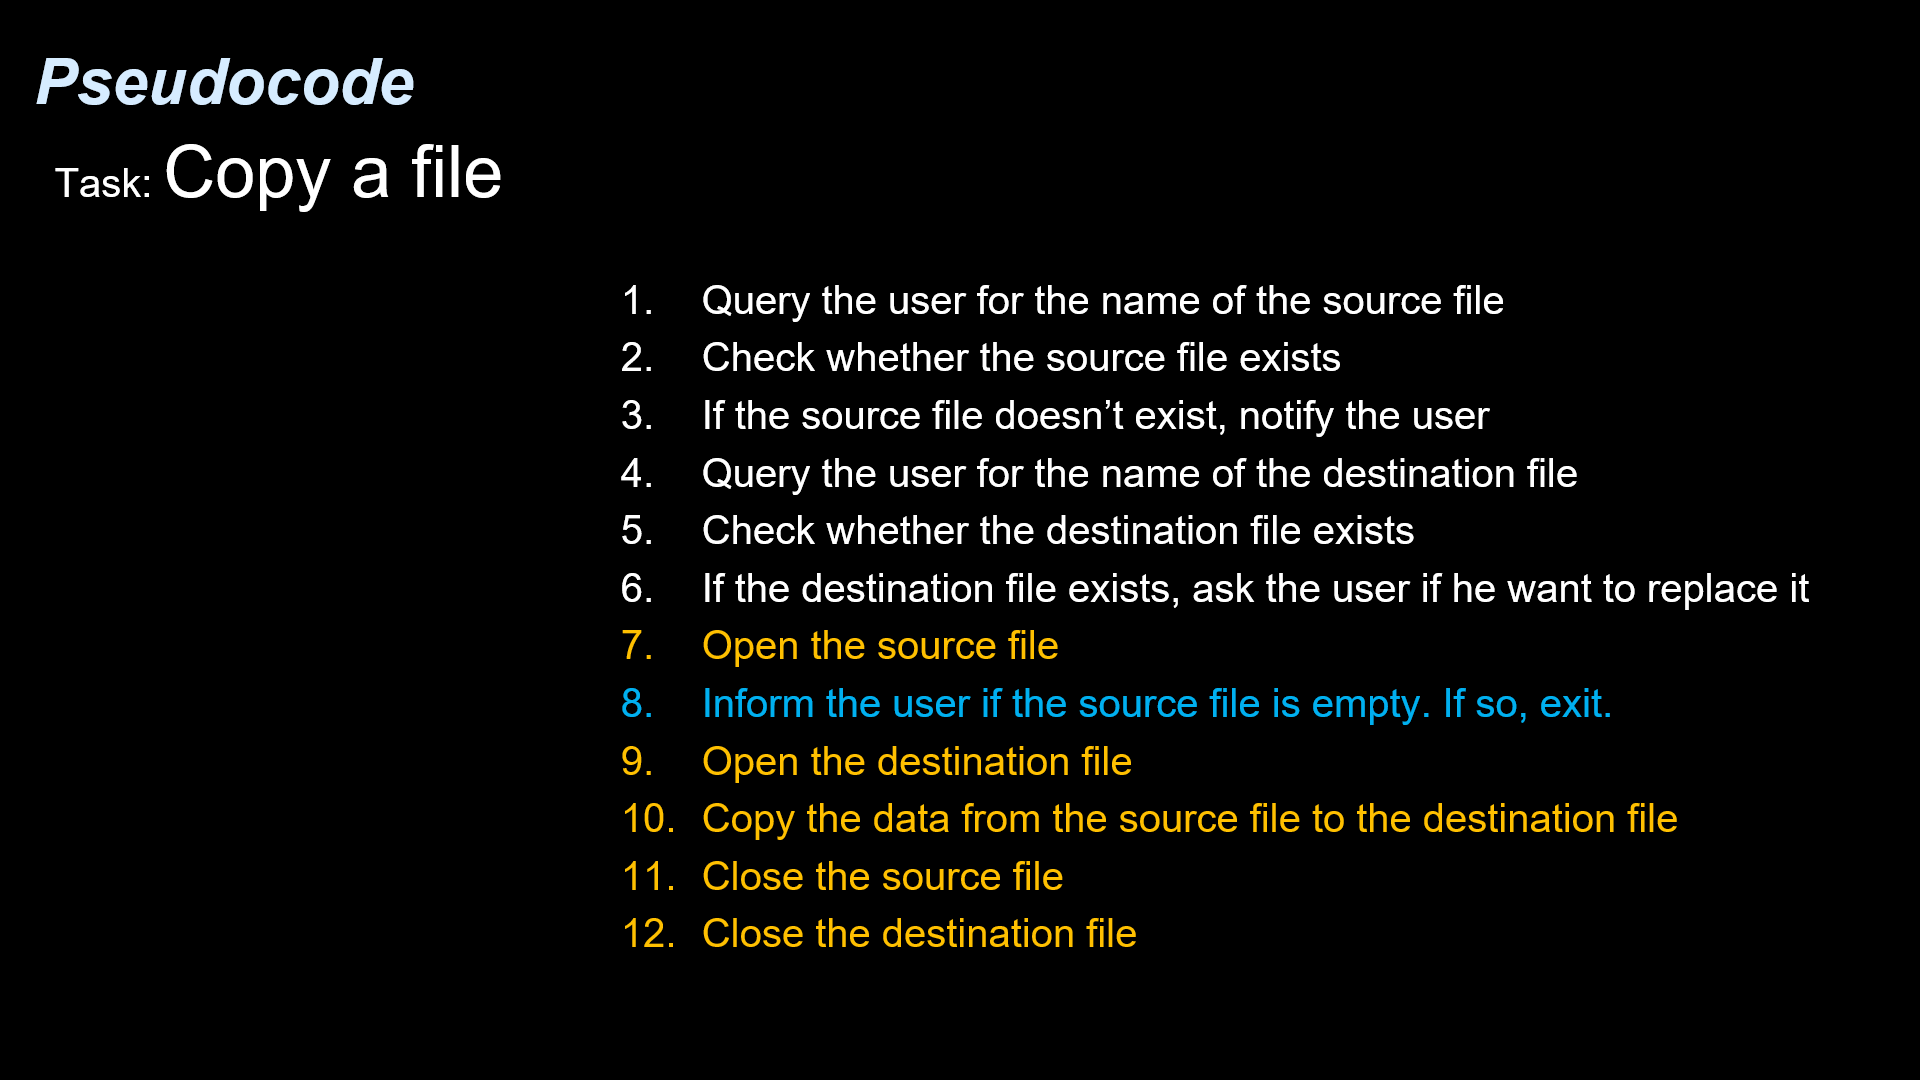 Pseudocode
Task: Copy a file
1. Query the user for the name of the source file
2. Check whether the source file exists
3. If the source file doesn’t exist, notify the user
4. Query the user for the name of the destination file
5. Check whether the destination file exists
6. If the destination file exists, ask the user if he want to replace it
7. Open the source file
8. Inform the user if the source file is empty. If so, exit.
9. Open the destination file
10. Copy the data from the source file to the destination file
11. Close the source file
12. Close the destination file